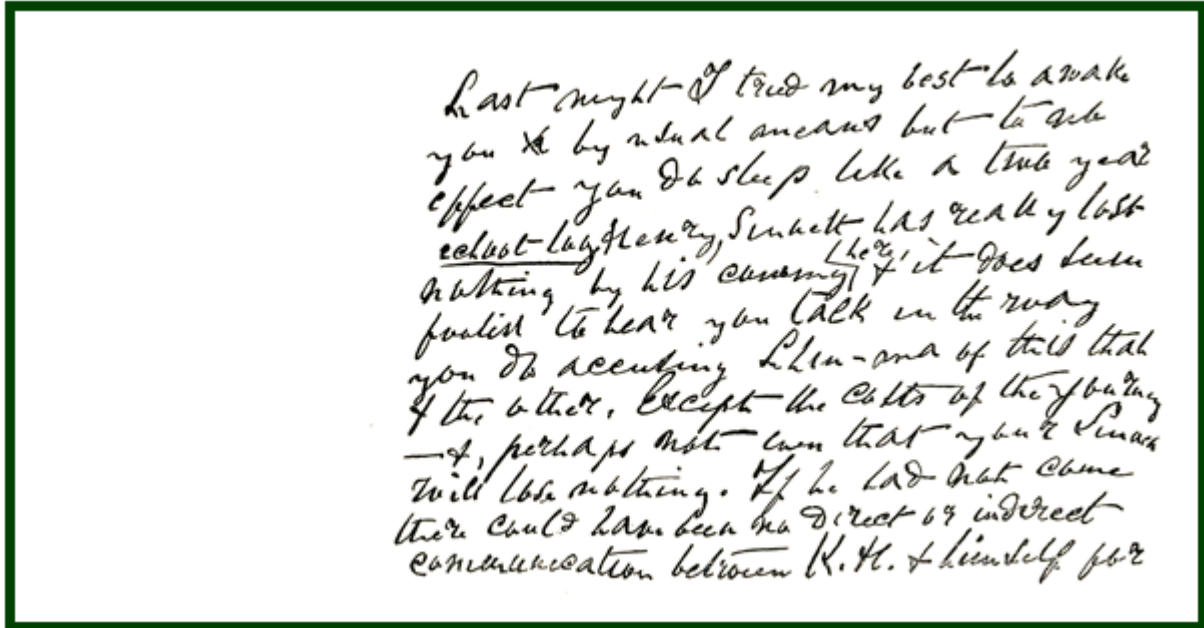 Last night I tried my best to awake
you by usual means but to no
effect you do sleep like a true year
school-boy Henry, Sinnett has really lost
nothing by his coming here, & it does seem
foolish to hear you talk in the way
you do accusing of this that
& the other. Except the costs of the journey
—&, perhaps not even that your Sinnett
will lose nothing. If he had not come
there could have been no direct or indirect
communication between K.H. & himself for